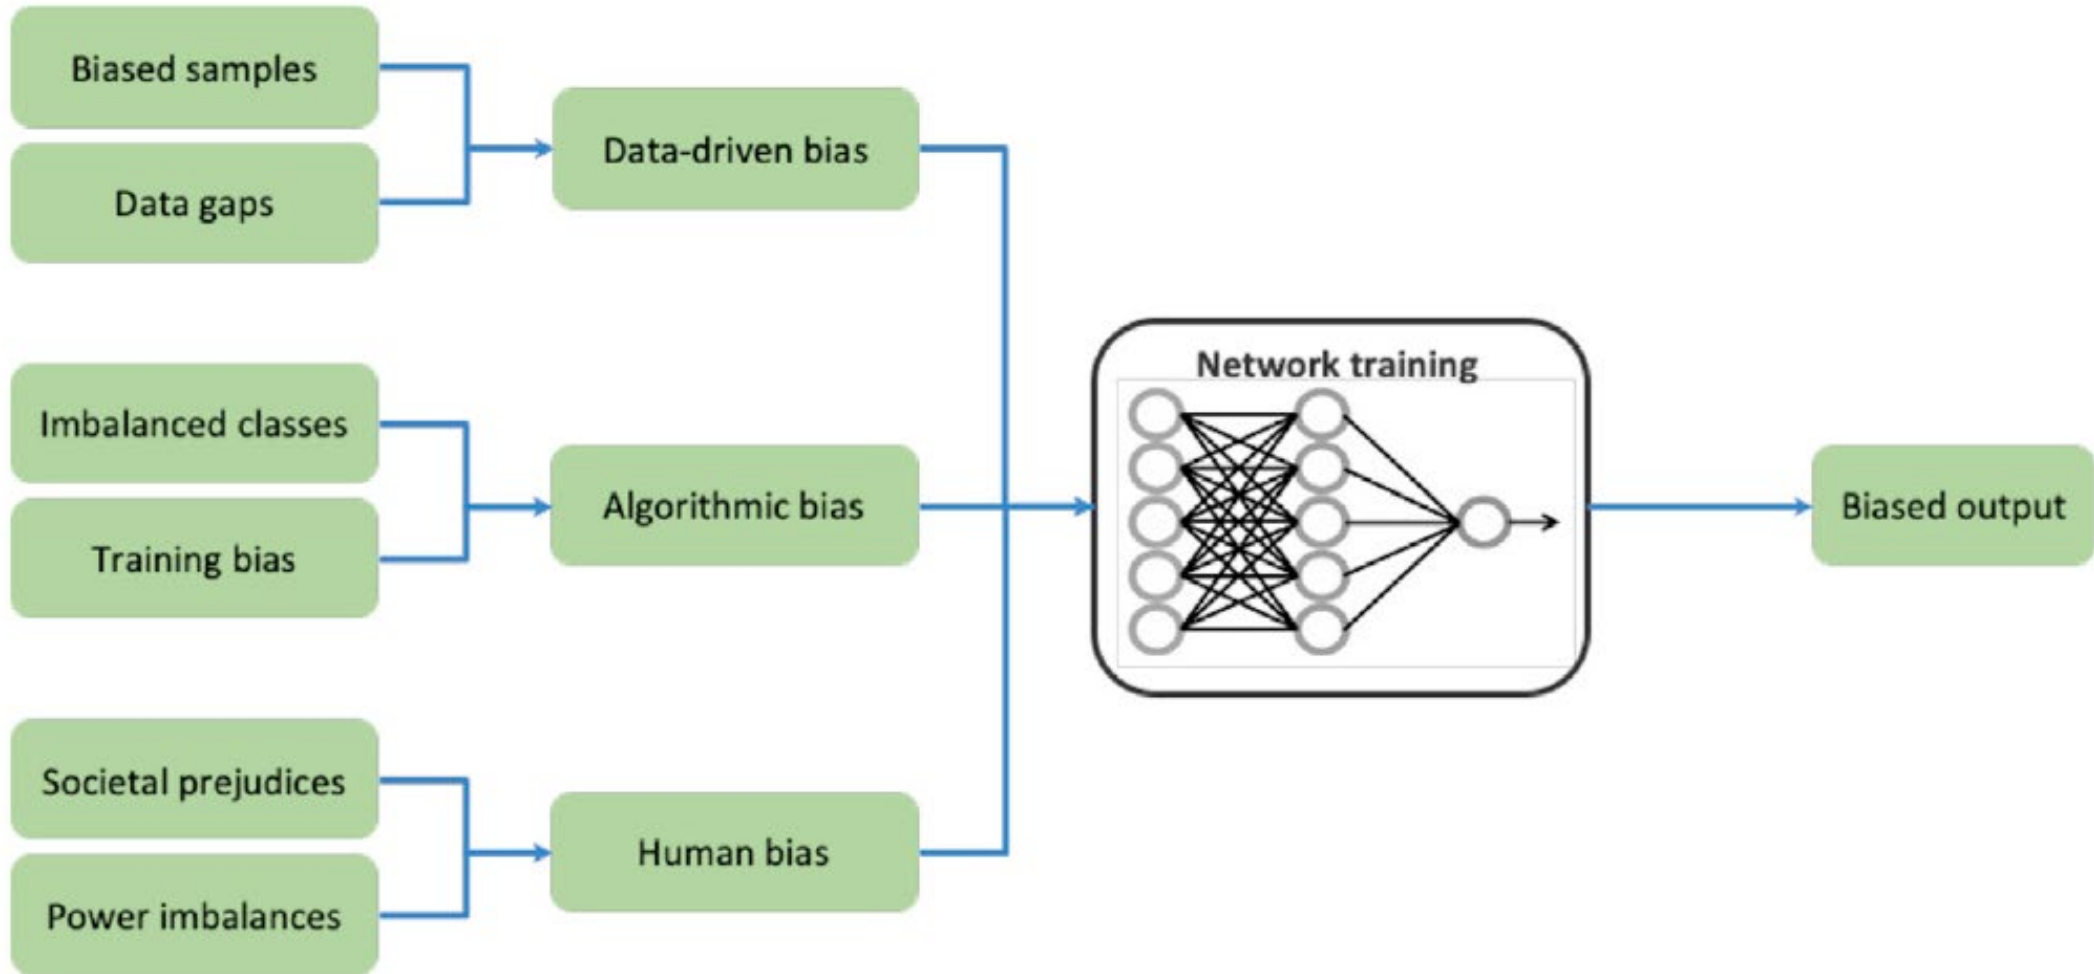 Biased samples
Data gaps
Data-driven bias
Imbalanced classes
Training bias
Algorithmic bias
Societal prejudices
Power imbalances
Human bias
Network training
Biased output